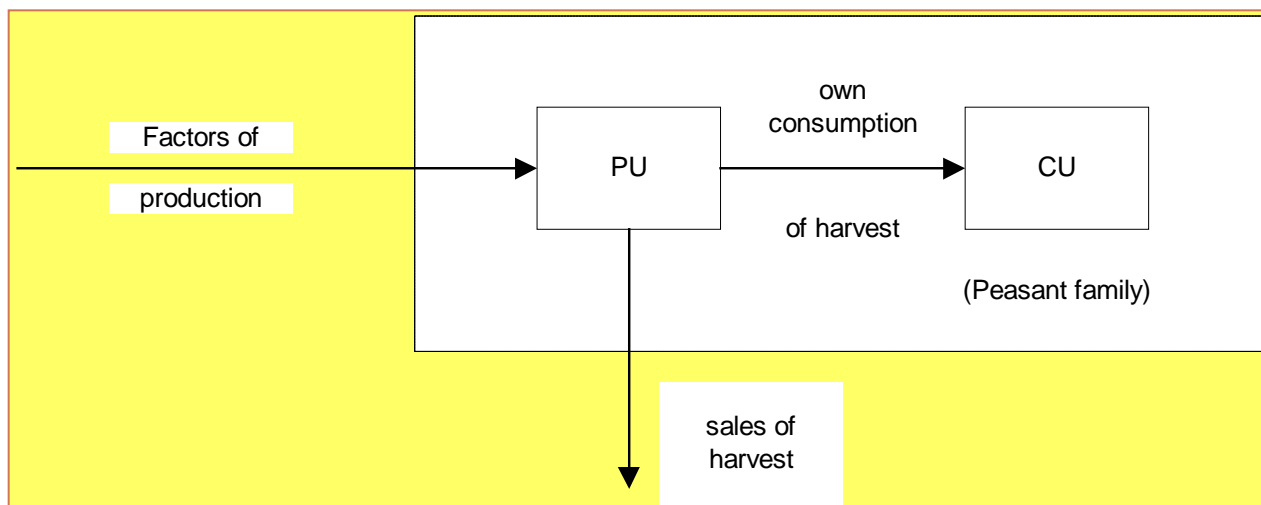 Factors of
production
PU
own
consumption
of harvest
CU
(Peasant family)
sales of
harvest